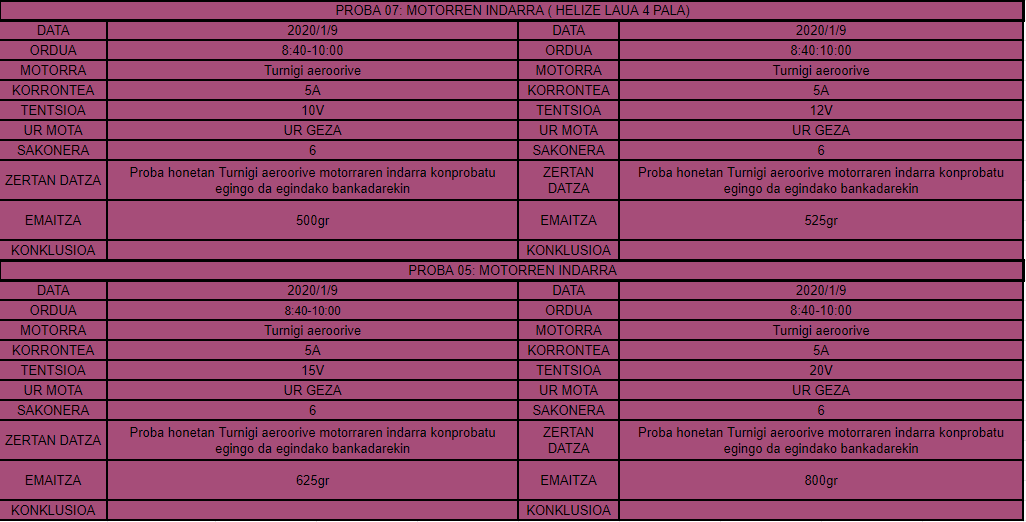 PROBA 07: MOTORREN INDARRA ( HELIZE LAUA 4 PALA)
DATA 2020/1/9 DATA 2020/1/9
ORDUA 8:40-10:00 ORDUA 8:40:10:00
MOTORRA Turnigi aeroorive MOTORRA Turnigi aeroorive
KORRONTEA 5A KORRONTEA 5A
TENTSIOA 10V TENTSIOA 12V
UR MOTA UR GEZA UR MOTA UR GEZA
SAKONERA 6 SAKONERA 6
ZERTAN DATZA Proba honetan Turnigi aeroorive motorraren indarra konprobatu ZERTAN Proba honetan Turnigi aeroorive motorraren indarra konprobatu
egingo da egindako bankadarekin DATZA egingo da egindako bankadarekin
EMAITZA 500gr EMAITZA 525gr
KONKLUSIOA KONKLUSIOA
PROBA 05: MOTORREN INDARRA
DATA 2020/1/9 DATA 2020/1/9
ORDUA 8:40-10:00 ORDUA 8:40-10:00
MOTORRA Turnigi aeroorive MOTORRA Turnigi aeroorive
KORRONTEA 5A KORRONTEA 5A
TENTSIOA 15V TENTSIOA 20V
UR MOTA UR GEZA UR MOTA UR GEZA
SAKONERA 6 SAKONERA 6
ZERTAN DATZA Proba honetan Turnigi aeroorive motorraren indarra konprobatu ZERTAN Proba honetan Turnigi aeroorive motorraren indarra konprobatu
egingo da egindako bankadarekin DATZA egingo da egindako bankadarekin
EMAITZA 625gr EMAITZA 800gr
KONKLUSIOA KONKLUSIOA